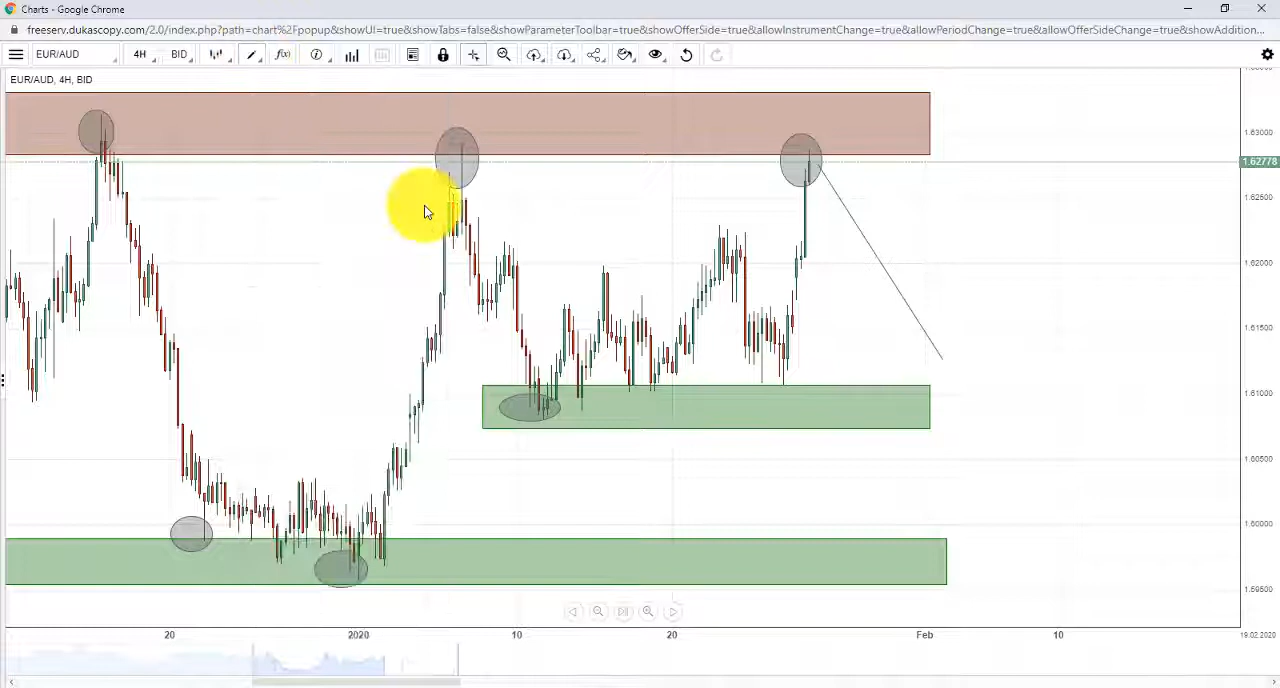 Charts - Google Chrome
freeserv.dukascopy.com/2.0/index.php?path=chart%2Fpopup&showUI=true&showTabs=false&showParameterToolbar=true&showOfferSide=true&allowInstrumentChange=true&allowPeriodChange=true&allowOfferSideChange=true&showAddition...
EUR/AUD 4H BID f(x)
EUR/AUD, 4H, BID
1.63000
1.62778
1.62500
1.62000
1.61500
1.61000
1.60500
1.60000
1.59500
20 2020 10 20 Feb 10 19.02.2020